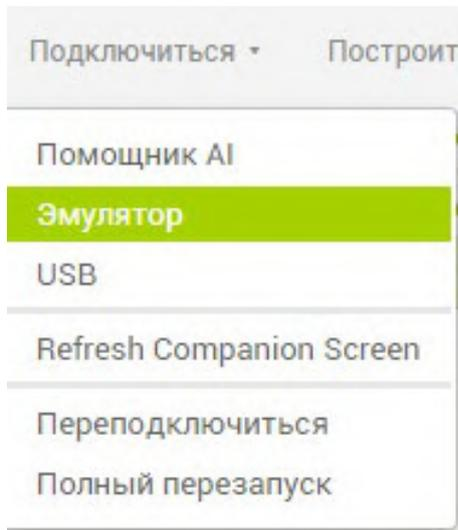 Подключиться Построит
Помощник AI
Эмулятор
USB
Refresh Companion Screen
Переподключиться
Полный перезапуск